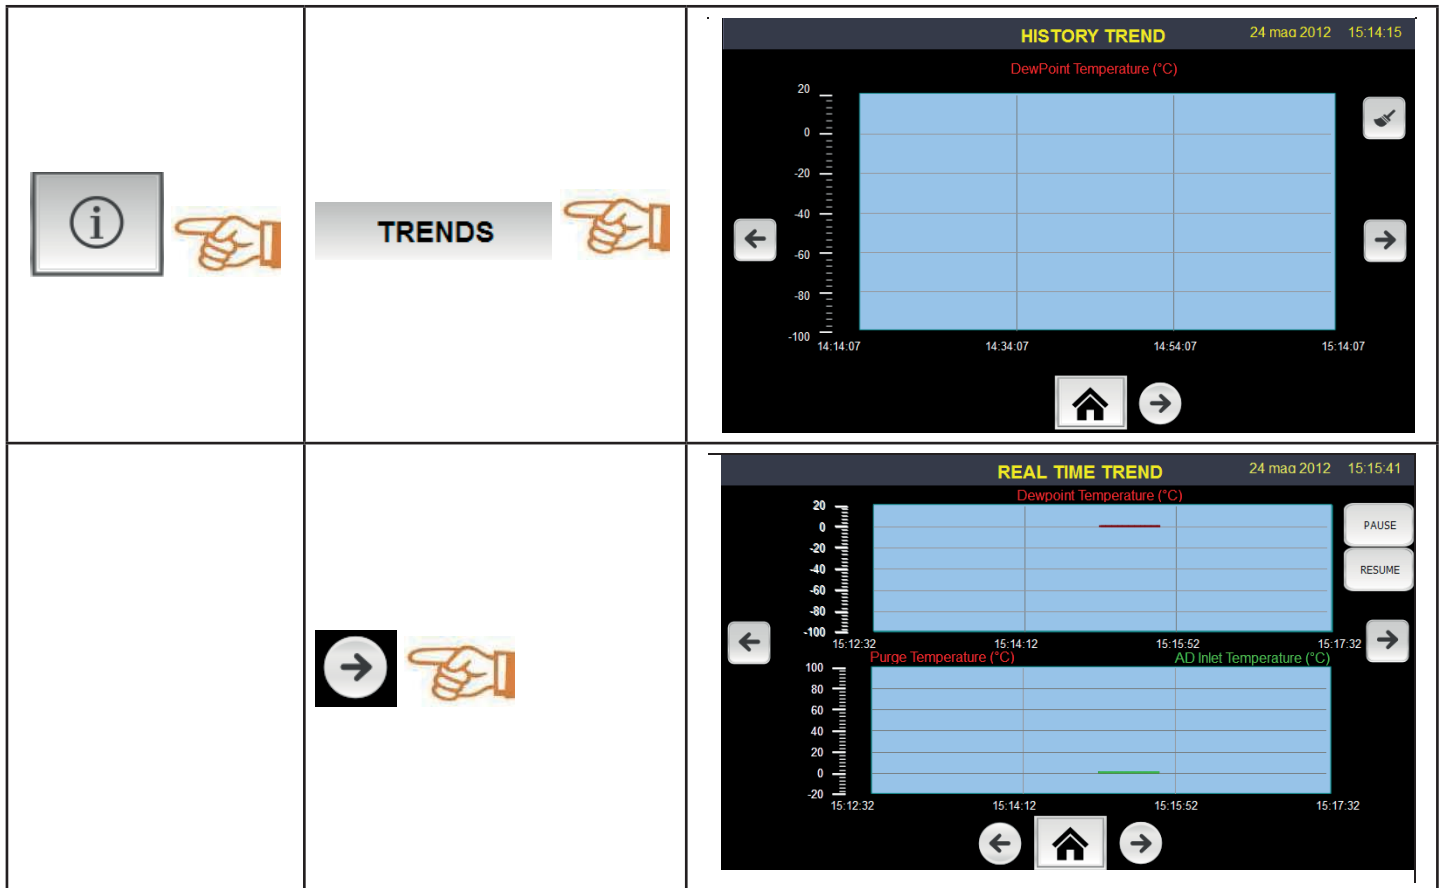 i
TRENDS
HISTORY TREND 24 mag 2012 15:14:15
DewPoint Temperature (°C)
20
0
-20
-40
-60
-80
-100
14:14:07 14:34:07 14:54:07 15:14:07
REAL TIME TREND 24 mag 2012 15:15:41
Dewpoint Temperature (°C)
20
0
-20
-40
-60
-80
-100
PAUSE
RESUME
15:12:32 15:14:12 15:15:52 15:17:32
Purge Temperature (°C) AD Inlet Temperature (°C)
100
80
60
40
20
0
-20
15:12:32 15:14:12 15:15:52 15:17:32